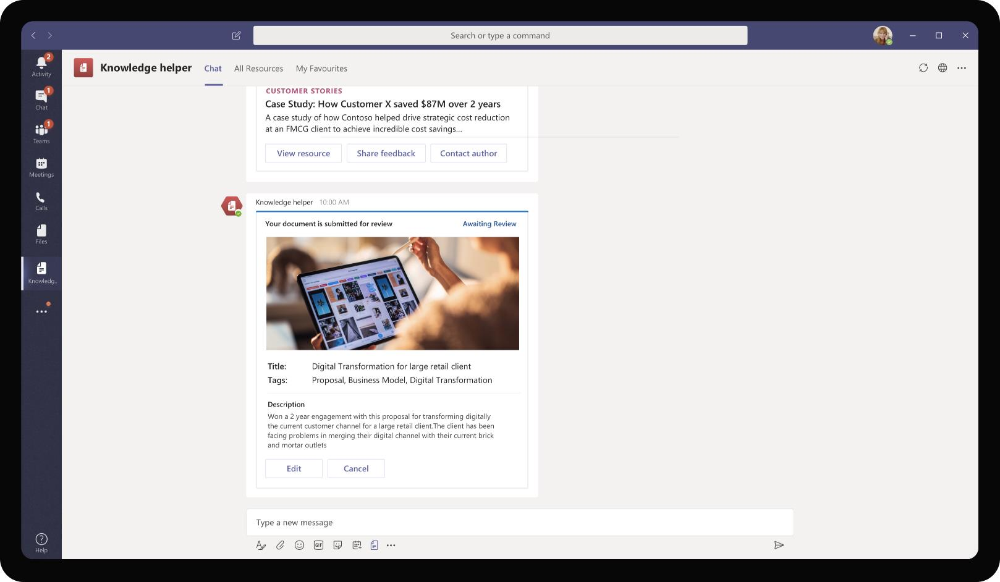 Search or type a command
2
Activity
1
Chat
1
Teams
Meetings
Calls
Files
Knowledg..
Help
Knowledge helper
Chat
All Resources
My Favourites
CUSTOMER STORIES
Case Study: How Customer X saved $87M over 2 years
A case study of how Contoso helped drive strategic cost reduction
at an FMCG client to achieve incredible cost savings...
View resource
Share feedback
Contact author
Knowledge helper 10:00 AM
Your document is submitted for review
Awaiting Review
Title: Digital Transformation for large retail client
Tags: Proposal, Business Model, Digital Transformation
Description
Won a 2 year engagement with this proposal for transforming digitally
the current customer channel for a large retail client.The client has been
facing problems in merging their digital channel with their current brick
and mortar outlets
Edit
Cancel
Type a new message
GIF